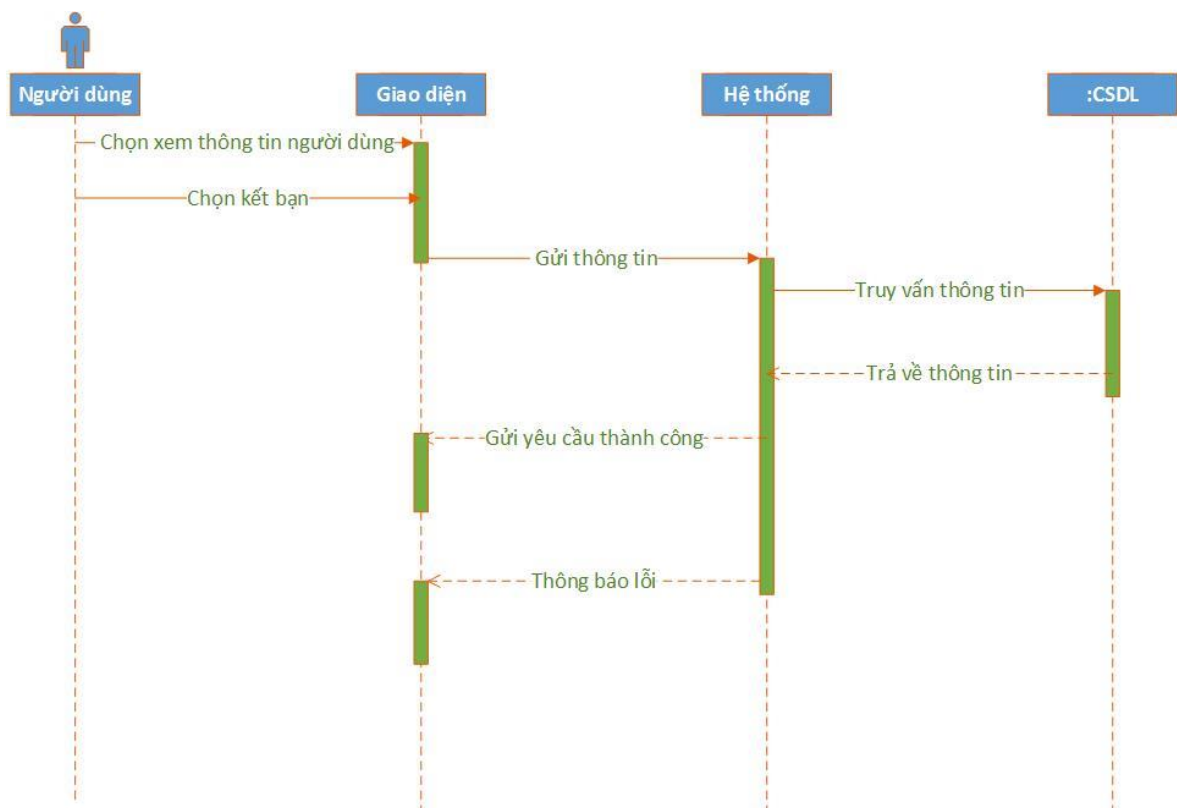 Người dùng
Giao diện
Hệ thống
:CSDL
Chọn xem thông tin người dùng
Chọn kết bạn
Gửi thông tin
Truy vấn thông tin
Trả về thông tin
Gửi yêu cầu thành công
Thông báo lỗi